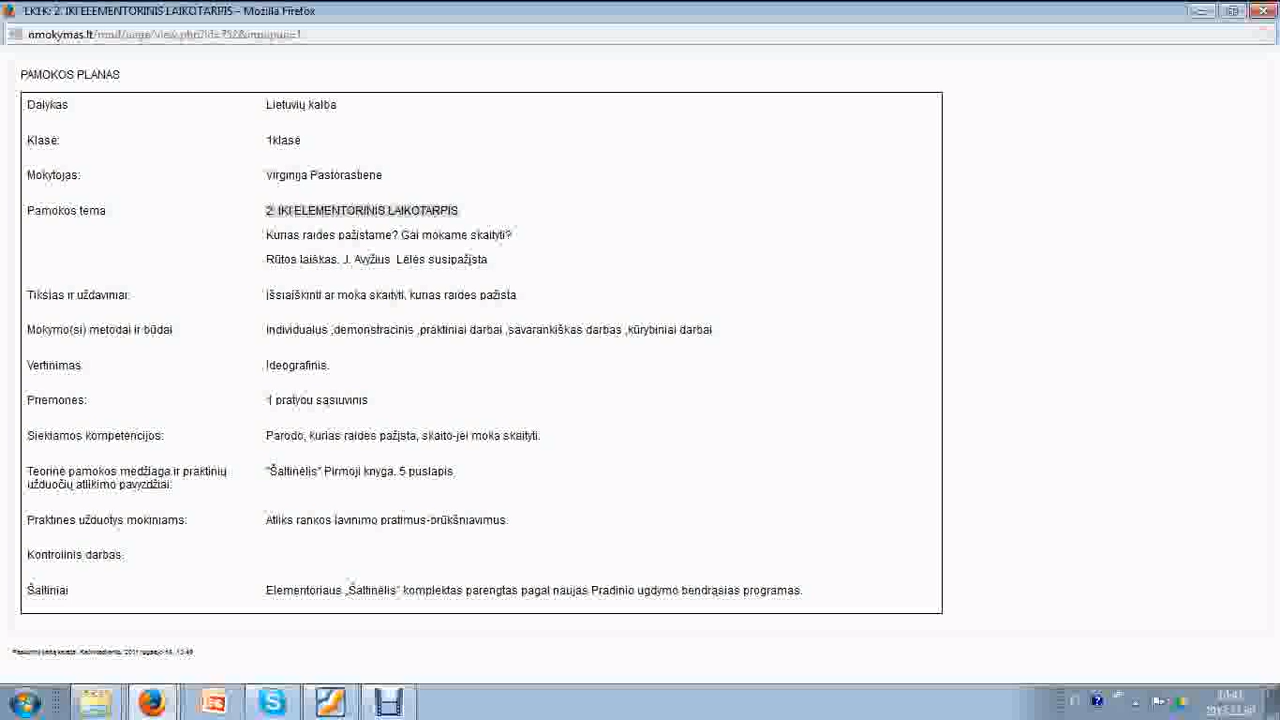 LKTK: 2. IKI ELEMENTORINIS LAIKOTARPIS – Mozilla Firefox
PAMOKOS PLANAS
Dalykas Lietuvių kalba
Klasė: 1klasė
Mokytojas: Virginija Pastorastienė
Pamokos tema 2. IKI ELEMENTORINIS LAIKOTARPIS
Kurias raides pažįstame? Gal mokame skaityti?
Rūtos laiškas. J. Avyžius Lėlės susipažįsta
Tikslas ir uždaviniai: Išsiaiškinti ar moka skaityti, kurias raides pažįsta
Mokymo(si) metodai ir būdai Individualus ,demonstracinis ,praktiniai darbai ,savarankiškas darbas ,kūrybiniai darbai
Vertinimas Ideografinis.
Priemonės: 1 pratybų sąsiuvinis
Siekiamos kompetencijos: Parodo, kurias raides pažįsta, skaito-jei moka skaityti.
Teorinė pamokos medžiaga ir praktinių "Šaltinėlis" Pirmoji knyga. 5 puslapis
užduočių atlikimo pavyzdžiai:
Praktinės užduotys mokiniams: Atliks rankos lavinimo pratimus-brūkšniavimus.
Kontrolinis darbas:
Šaltiniai Elementoriaus „Šaltinėlis" komplektas parengtas pagal naujas Pradinio ugdymo bendrąsias programas.